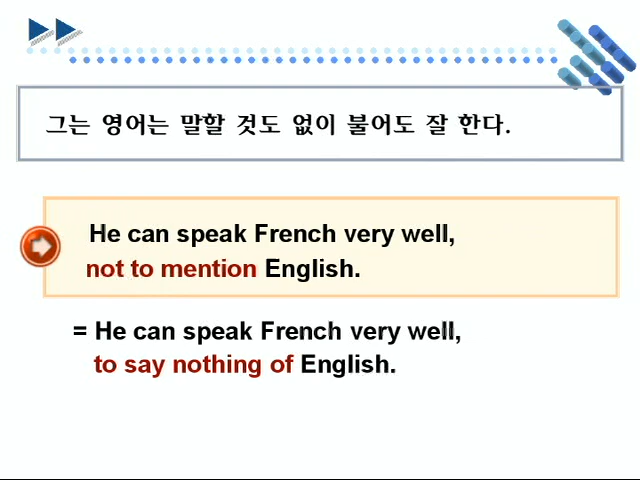 그는 영어는 말할 것도 없이 불어도 잘 한다.
He can speak French very well,
not to mention English.
= He can speak French very well,
to say nothing of English.